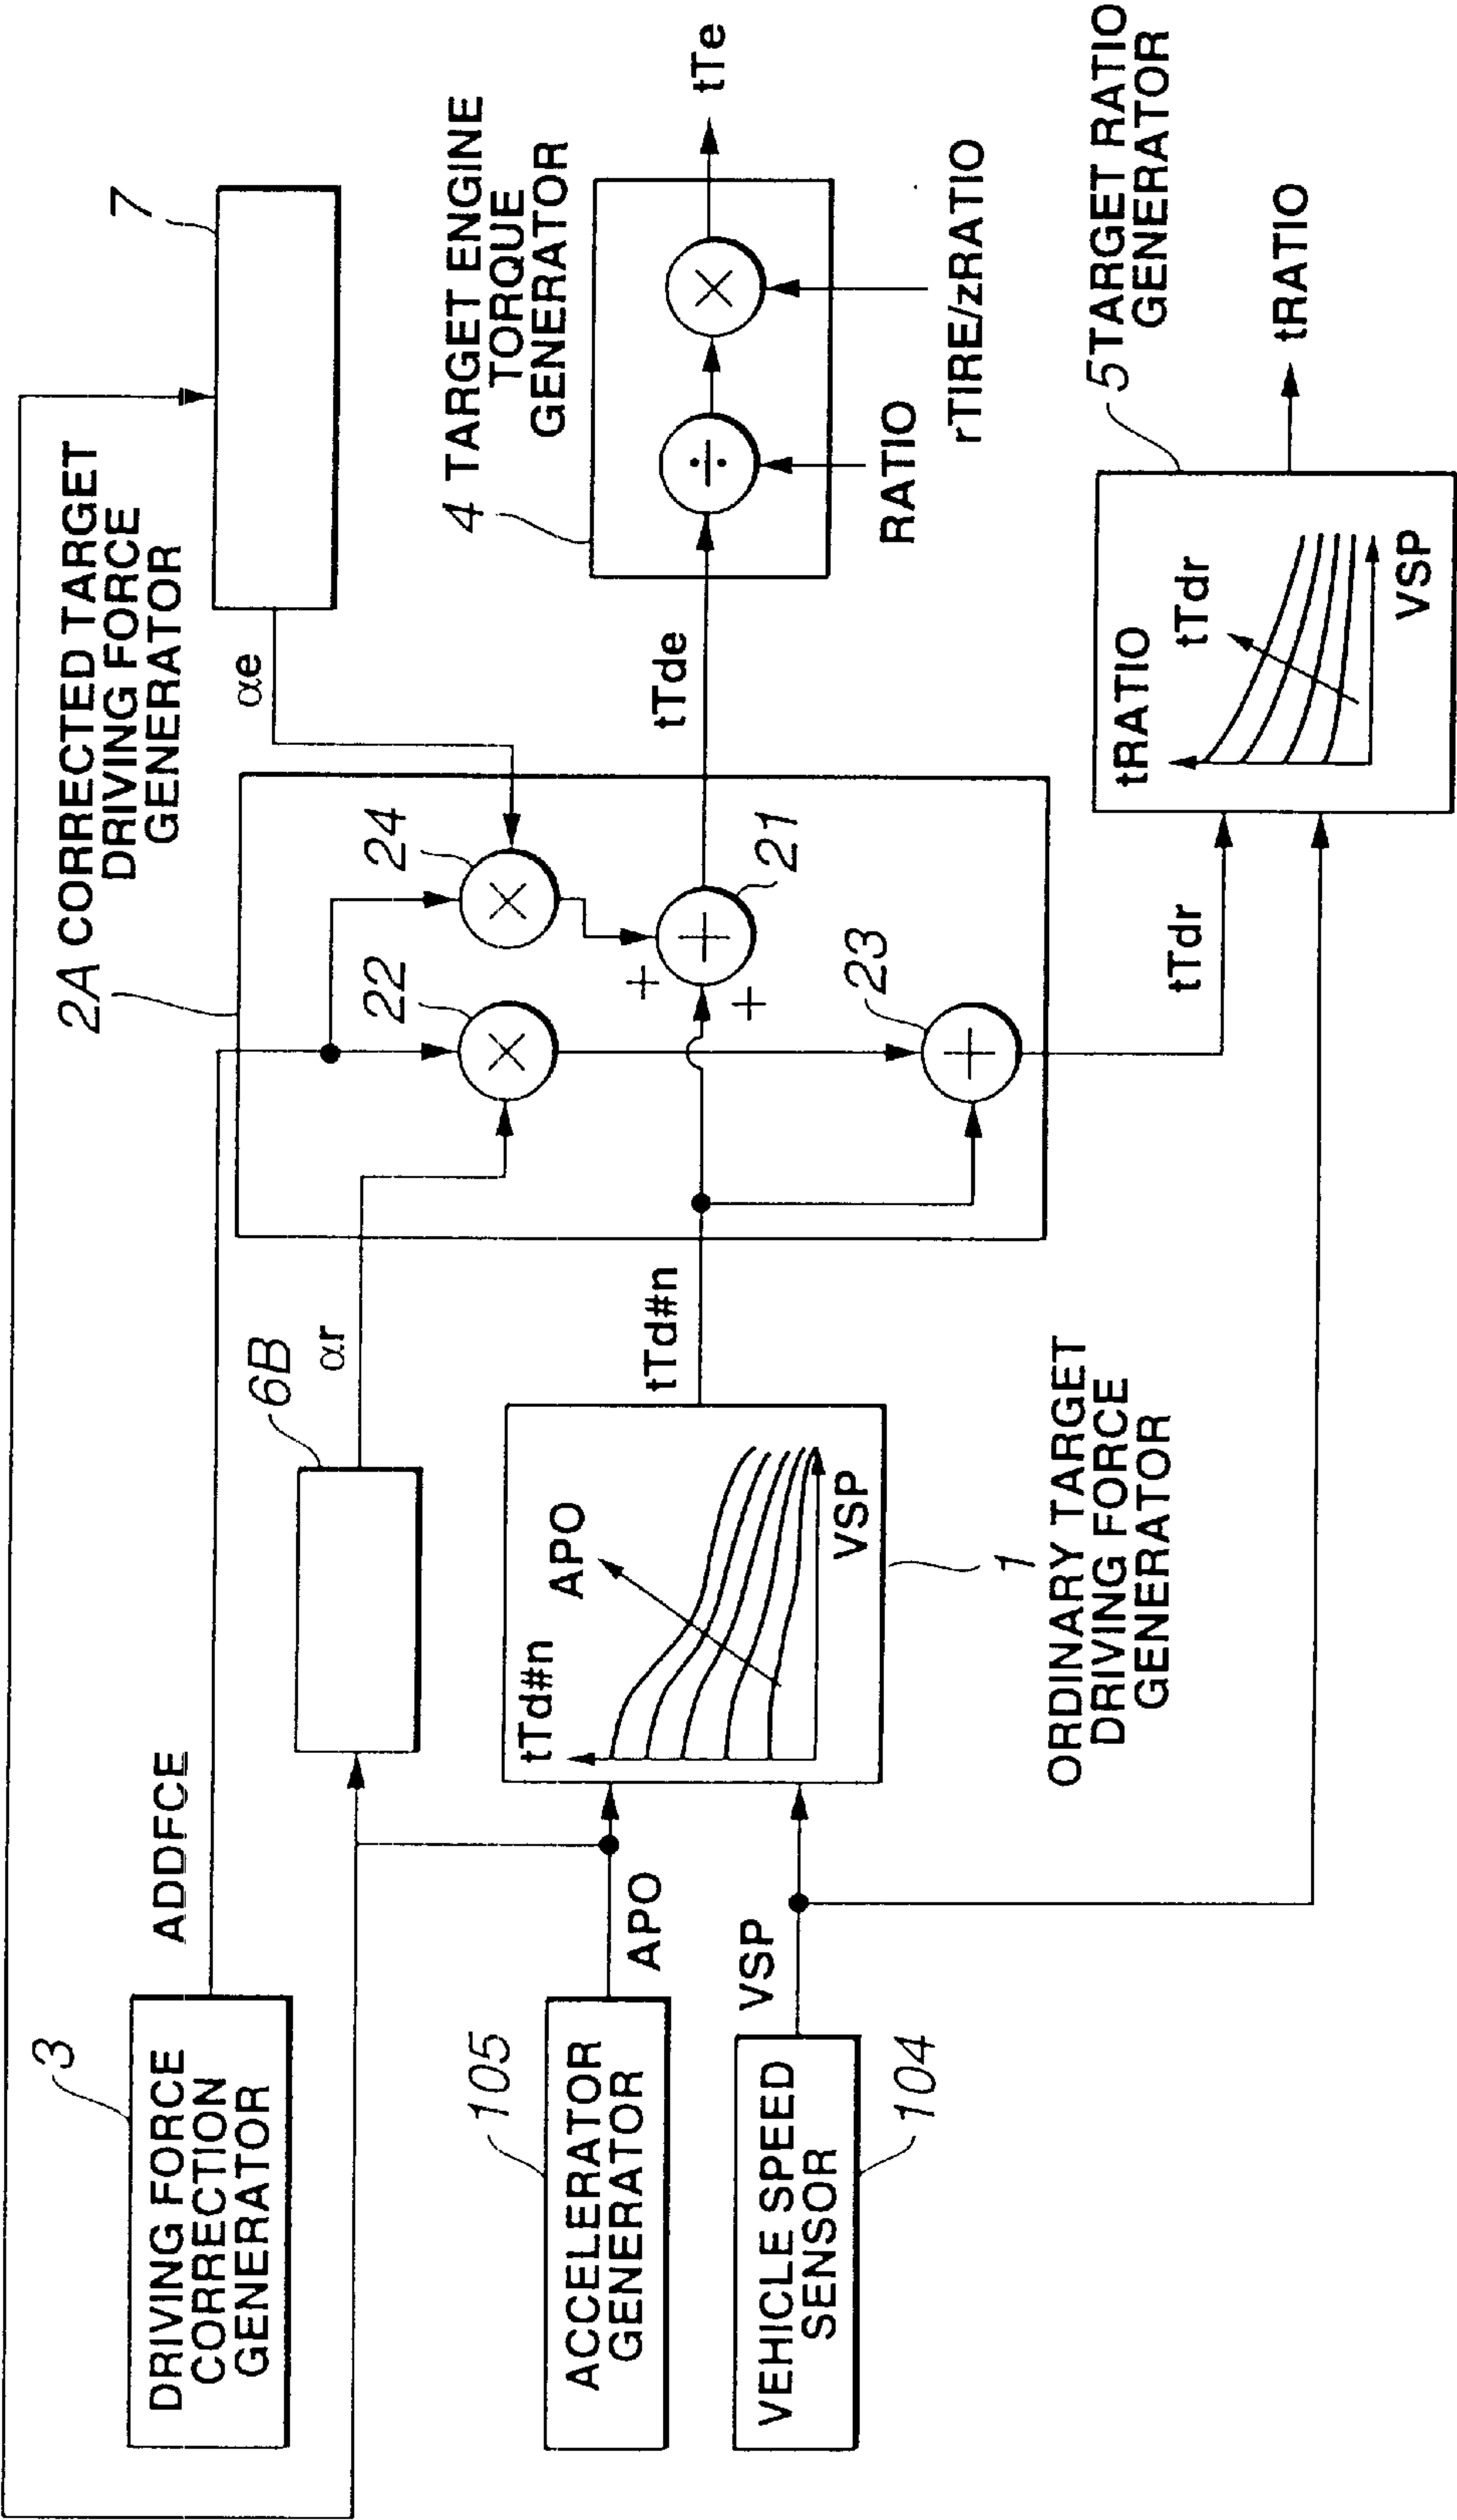 7
2A CORRECTED TARGET
DRIVING FORCE
GENERATOR
αe
4 TARGET ENGINE
TORQUE
GENERATOR
tTe
3
DRIVING FORCE
CORRECTION
GENERATOR
ADDFCE
6B
αr
22
24
+
+
21
23
tTde
RATIO
rTIRE/zRATIO
105
ACCELERATOR
GENERATOR
APO
tTd#n
APO
VSP
1
tTd#n
ORDINARY TARGET
DRIVING FORCE
GENERATOR
VEHICLE SPEED
SENSOR
104
VSP
tTdr
5 TARGET RATIO
GENERATOR
tRATIO
tTdr
VSP
tRATIO